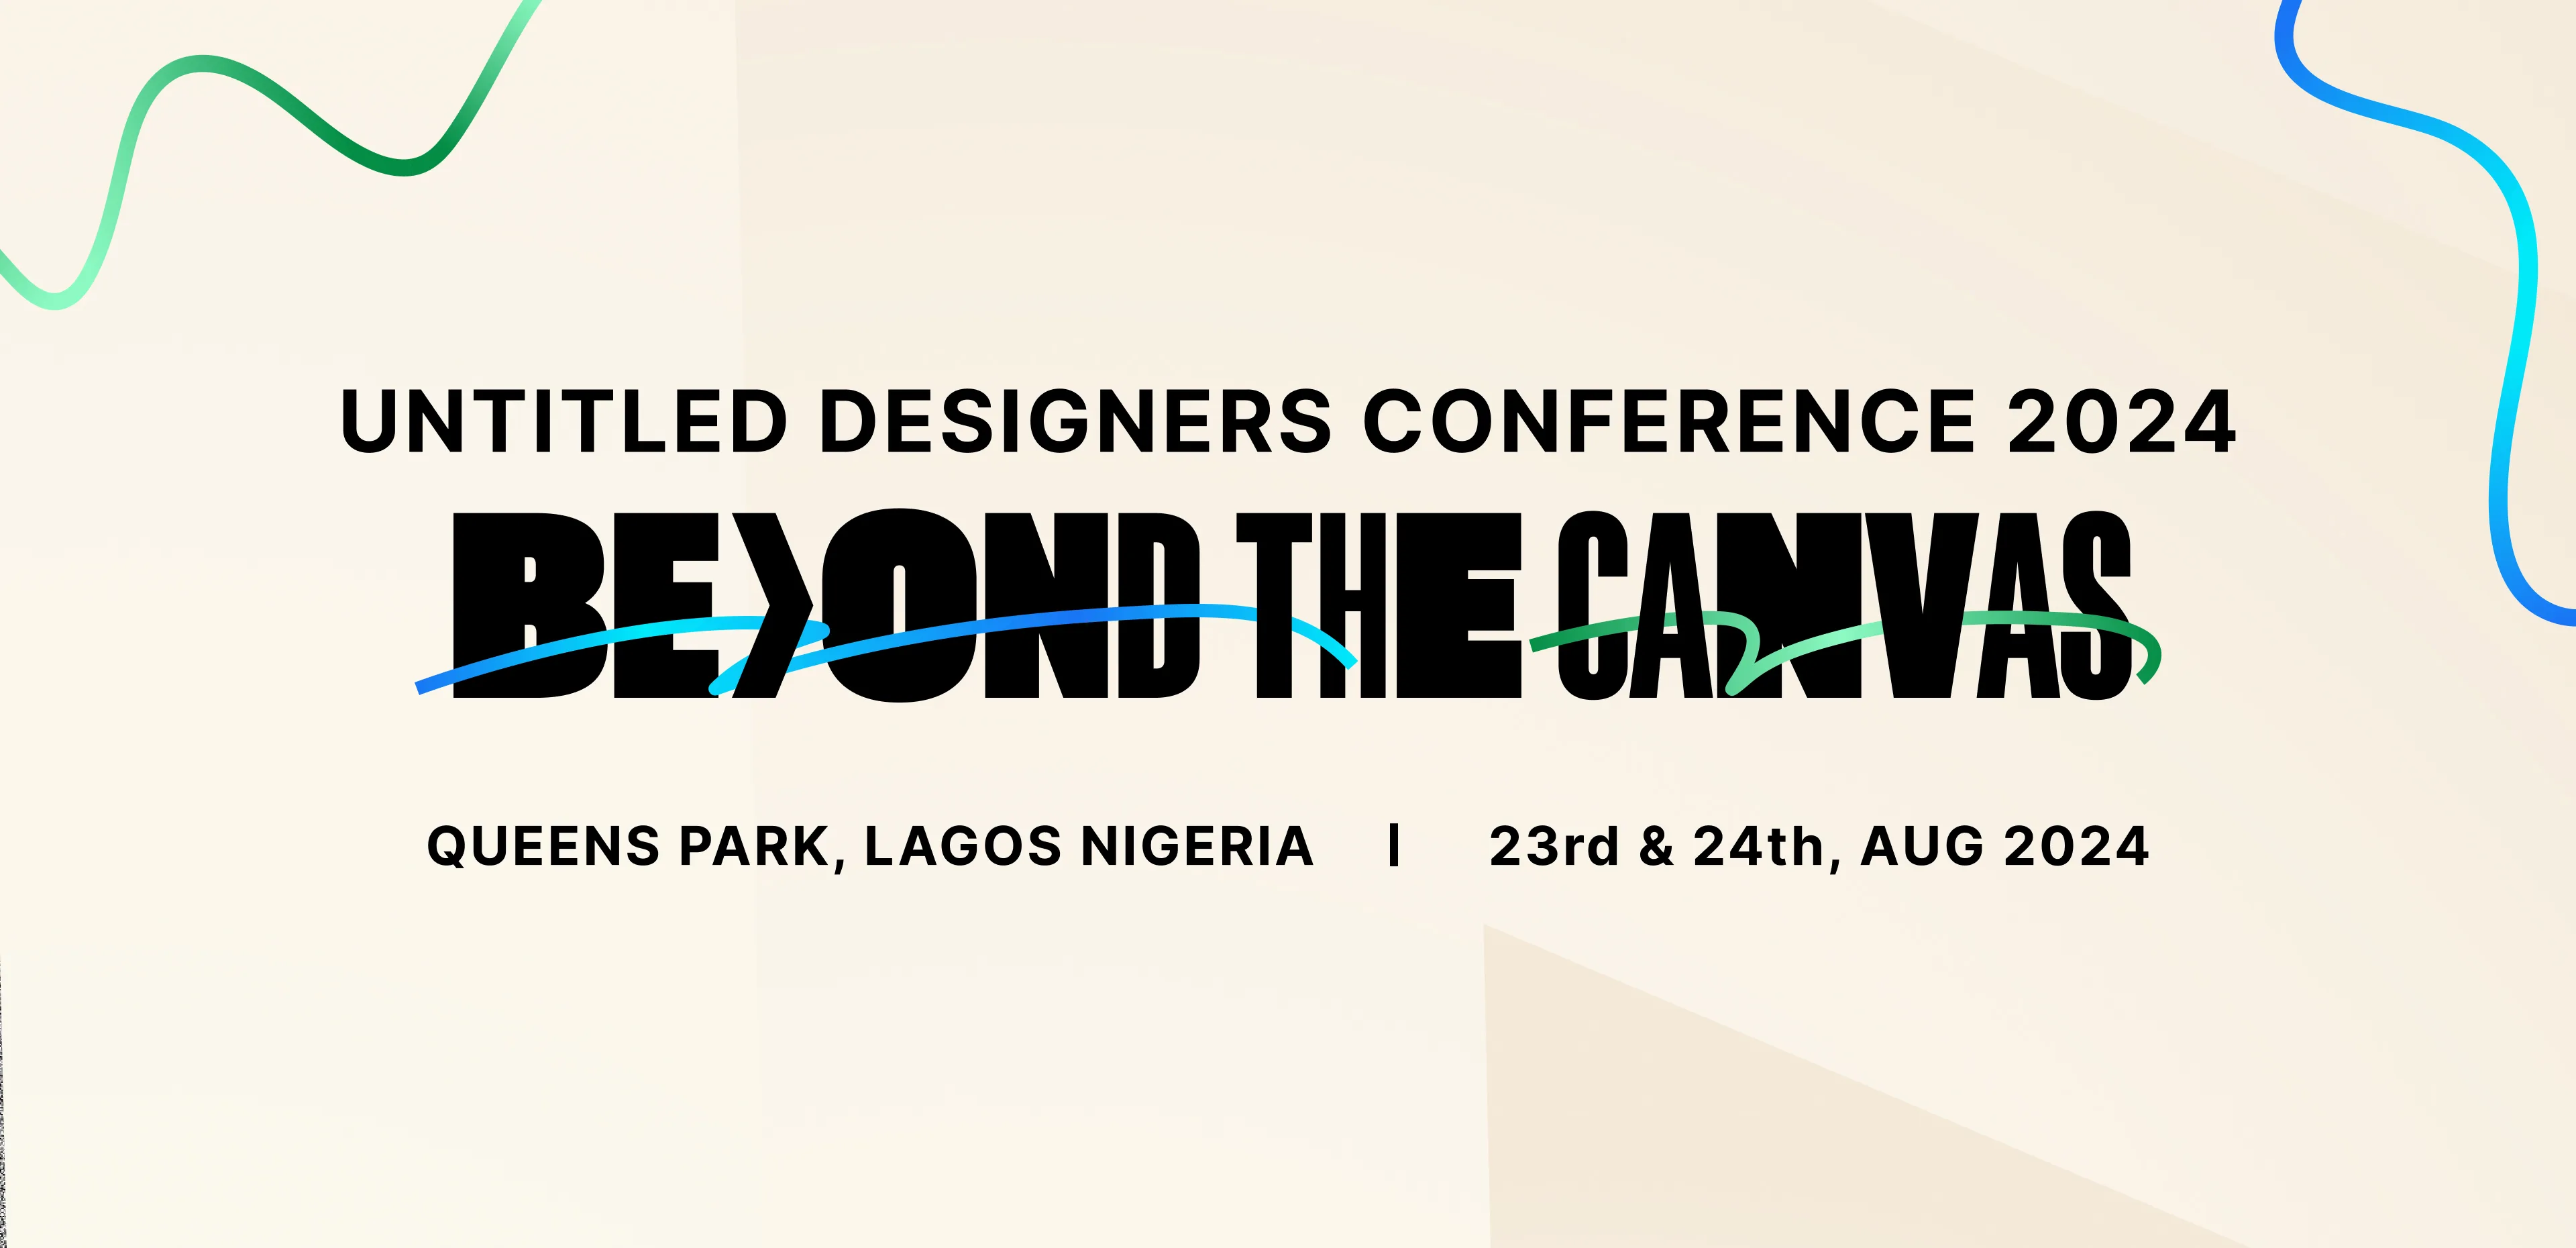 UNTITLED DESIGNERS CONFERENCE 2024
BEYOND THE CANVAS
QUEENS PARK, LAGOS NIGERIA | 23rd & 24th, AUG 2024